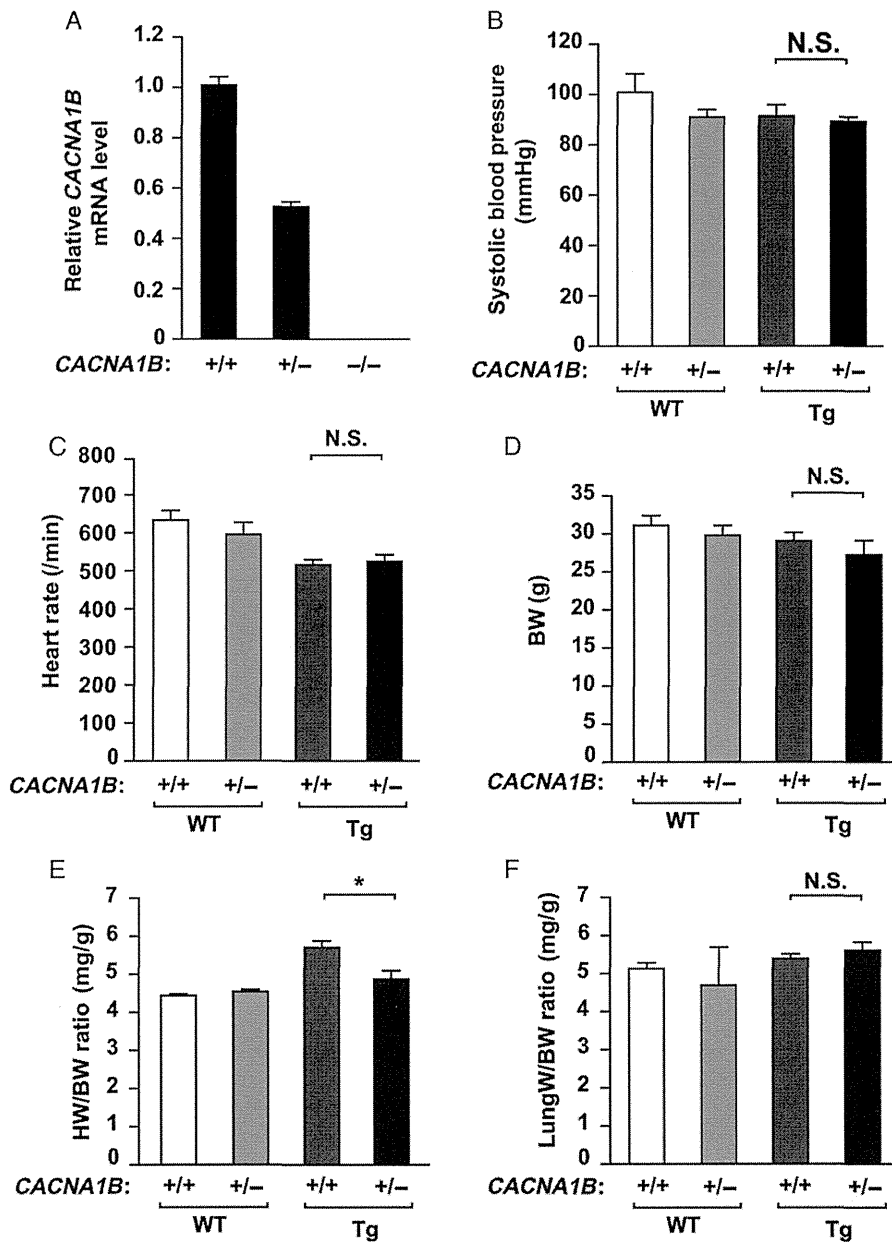 A
Relative CACNA1B
mRNA level
1.2
1.0
0.8
0.6
0.4
0.2
0
CACNA1B: +/+ +/– –/–
B
Systolic blood pressure
(mmHg)
120
100
80
60
40
20
0
N.S.
CACNA1B: +/+ +/– +/+ +/–
WT Tg
C
Heart rate (/min)
800
700
600
500
400
300
200
100
0
N.S.
CACNA1B: +/+ +/– +/+ +/–
WT Tg
D
BW (g)
35
30
25
20
15
10
5
0
N.S.
CACNA1B: +/+ +/– +/+ +/–
WT Tg
E
HW/BW ratio (mg/g)
7
6
5
4
3
2
1
0
*
CACNA1B: +/+ +/– +/+ +/–
WT Tg
F
LungW/BW ratio (mg/g)
7
6
5
4
3
2
1
0
N.S.
CACNA1B: +/+ +/– +/+ +/–
WT Tg